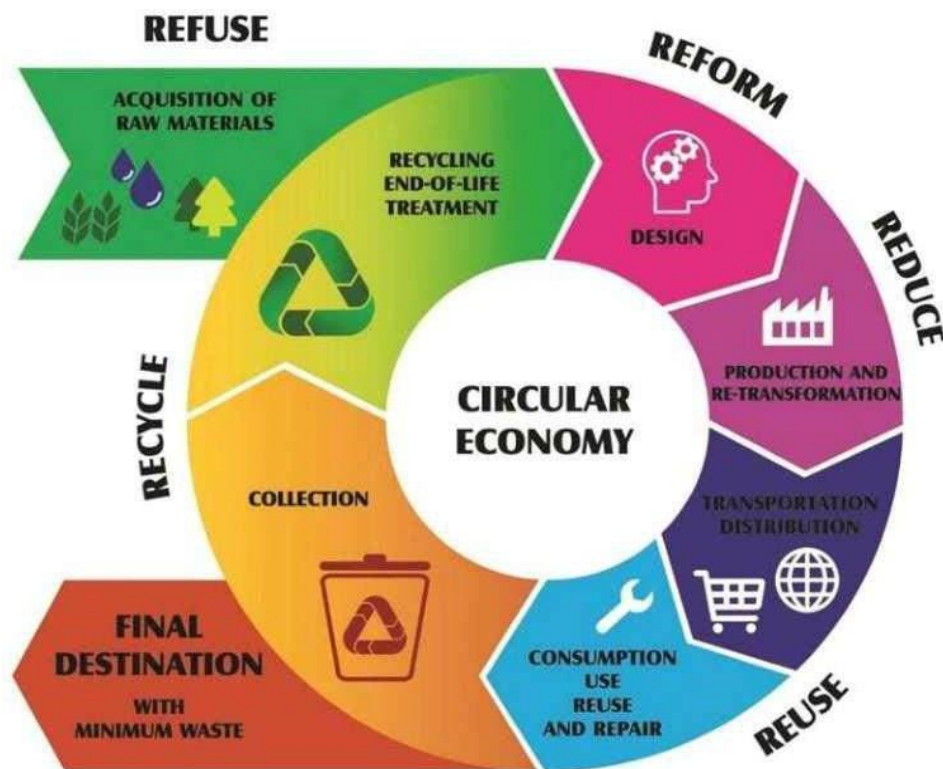 REFUSE
ACQUISITION OF
RAW MATERIALS
RECYCLING
END-OF-LIFE
TREATMENT
REFORM
DESIGN
REDUCE
PRODUCTION AND
RE-TRANSFORMATION
CIRCULAR
ECONOMY
TRANSPORTATION
DISTRIBUTION
REUSE
CONSUMPTION
USE
REUSE
AND REPAIR
RECYCLE
COLLECTION
FINAL
DESTINATION
WITH
MINIMUM WASTE